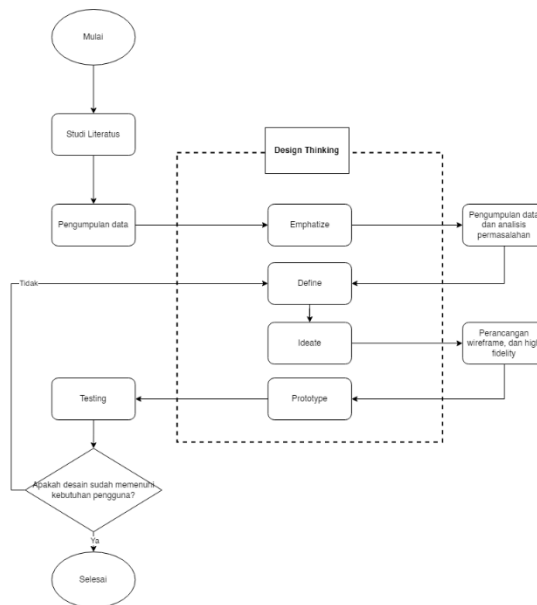 Mulai
Studi Literatus
Design Thinking
Pengumpulan data
Emphatize
Pengumpulan data
dan analisis
permasalahan
Tidak
Define
Ideate
Perancangan
wireframe, dan high
fidelity
Testing
Prototype
Apakah desain sudah memenuhi
kebutuhan pengguna?
Ya
Selesai